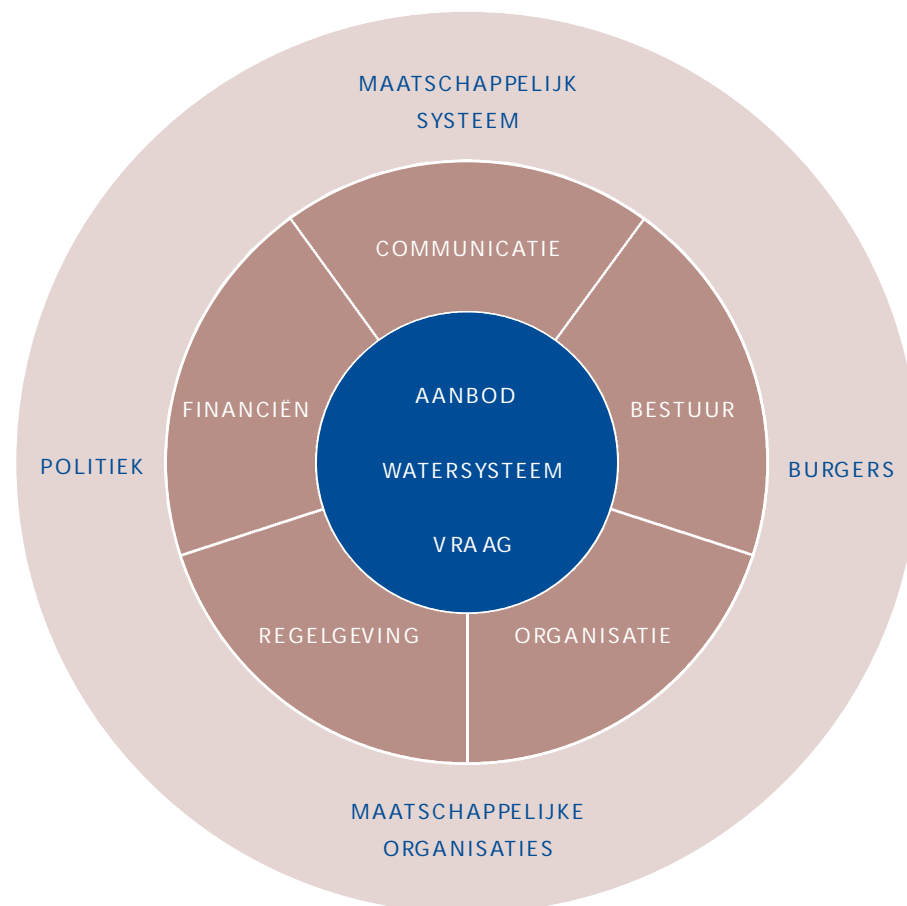 MAATSCHAPPELIJK
SYSTEEM
COMMUNICATIE
AANBOD
FINANCIËN
BESTUUR
POLITIEK
WATERSYSTEEM
BURGERS
VRAAG
REGELGEVING
ORGANISATIE
MAATSCHAPPELIJKE
ORGANISATIES